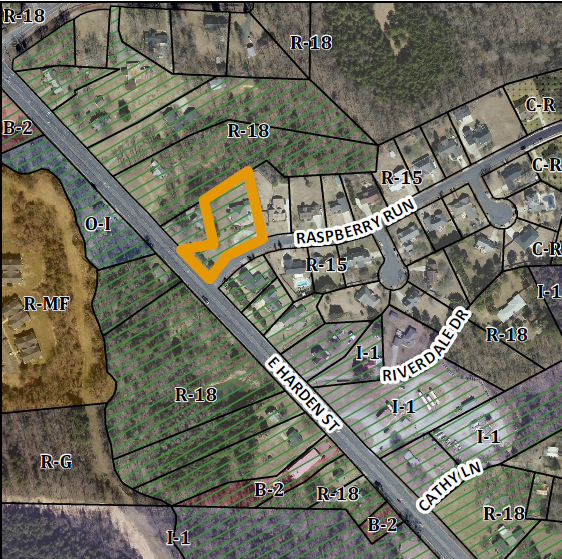 R-18
R-18
C-R
B-2
R-18
C-R
R-15
O-I
RASPBERRY RUN
C-R
R-15
I-1
R-MF
R-18
I-1
RIVERDALE DR
E HARDEN ST
R-18
I-1
I-1
R-G
CATHY LN
B-2
R-18
R-18
B-2
I-1